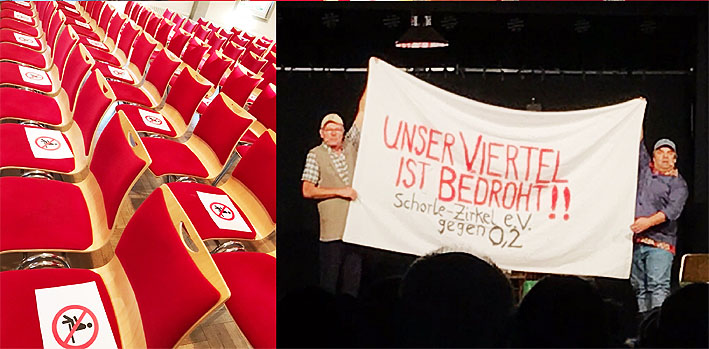 UNSER VIERTEL
IST BEDROHT!!
Schorle-Zirkel e.V.
gegen 0,2